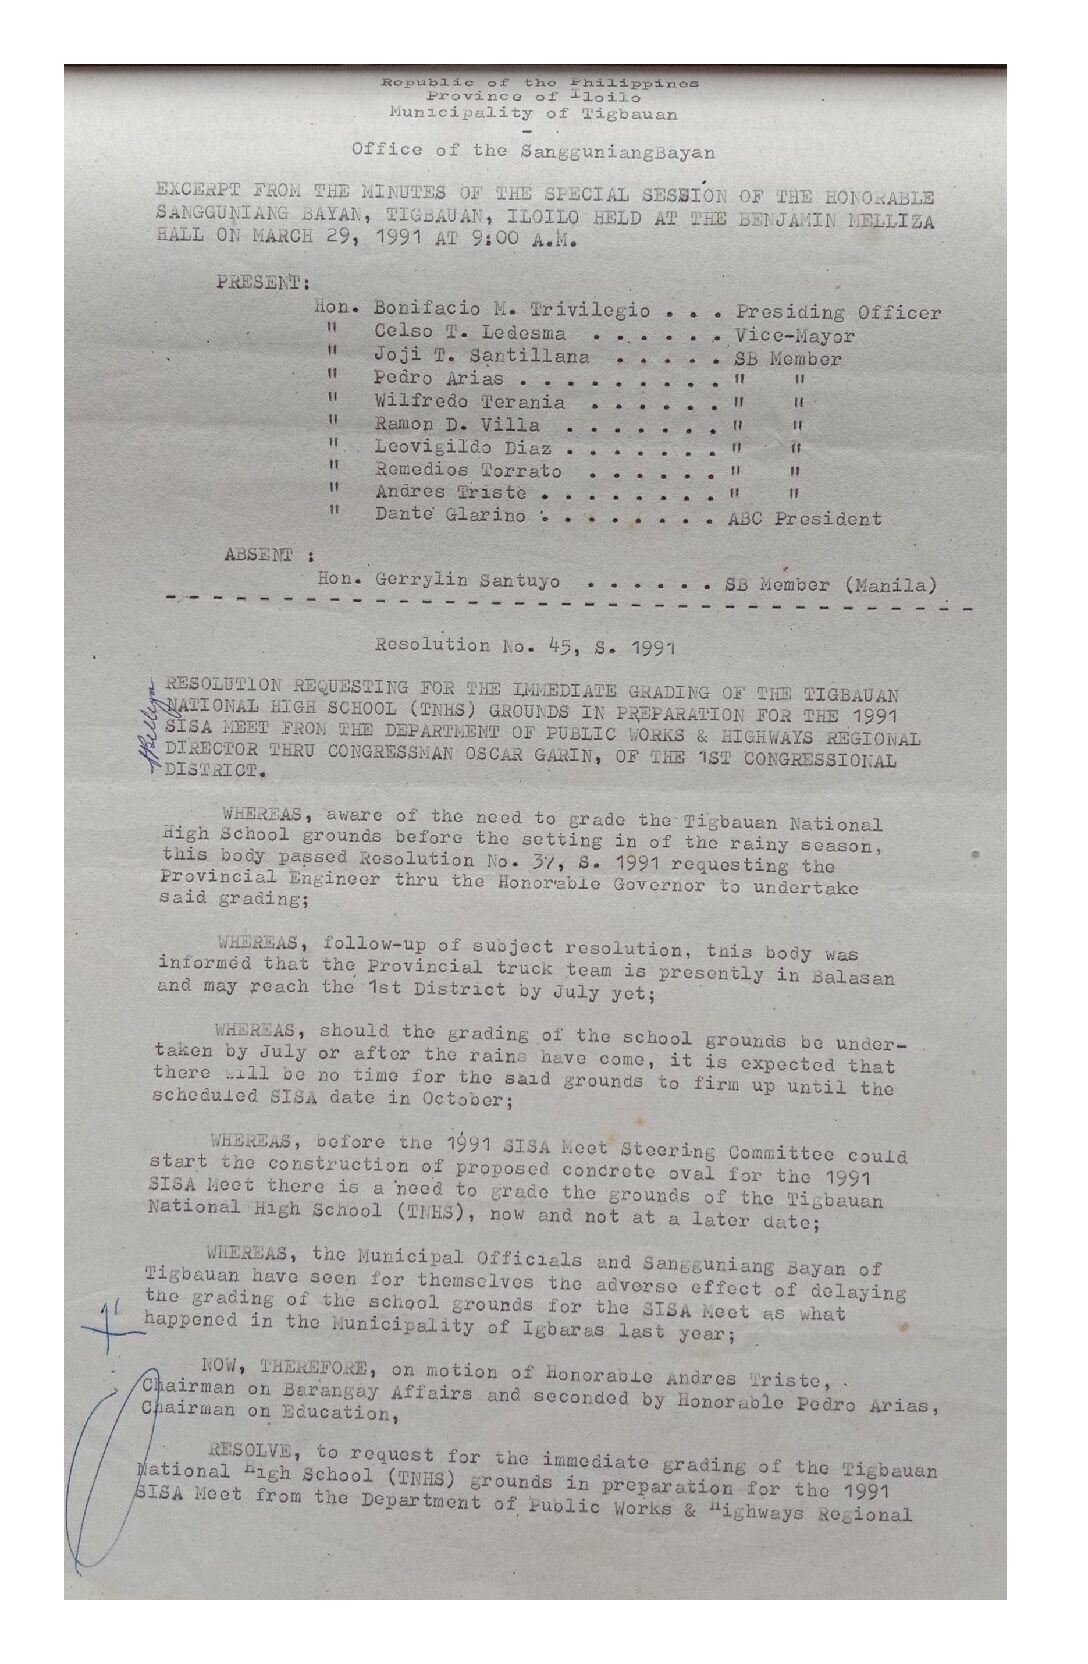 Republic of the Philippines
Province of Iloilo
Municipality of Tigbauan
-
Office of the SangguniangBayan
EXCERPT FROM THE MINUTES OF THE SPECIAL SESSION OF THE HONORABLE
SANGGUNIANG BAYAN, TIGBAUAN, ILOILO HELD AT THE BENJAMIN MELLIZA
HALL ON MARCH 29, 1991 AT 9:00 A.M.
PRESENT:
Hon. Bonifacio M. Trivilegio . . . Presiding Officer
" Celso T. Ledesma . . . . . . Vice-Mayor
" Joji T. Santillana . . . . . SB Member
" Pedro Arias . . . . . . . . . " "
" Wilfredo Terania . . . . . . " "
" Ramon D. Villa . . . . . . . " "
" Leovigildo Diaz . . . . . . . " "
" Remedios Torrato . . . . . . " "
" Andres Triste . . . . . . . . " "
" Dante Glarino . . . . . . . . ABC President
ABSENT :
Hon. Gerrylin Santuyo . . . . . . SB Member (Manila)
- - - - - - - - - - - - - - - - - - - - - - - - - - - - - - - - - - -
Resolution No. 45, S. 1991
RESOLUTION REQUESTING FOR THE IMMEDIATE GRADING OF THE TIGBAUAN
NATIONAL HIGH SCHOOL (TNHS) GROUNDS IN PREPARATION FOR THE 1991
SISA MEET FROM THE DEPARTMENT OF PUBLIC WORKS & HIGHWAYS REGIONAL
DIRECTOR THRU CONGRESSMAN OSCAR GARIN, OF THE 1ST CONGRESSIONAL
DISTRICT.
WHEREAS, aware of the need to grade the Tigbauan National
High School grounds before the setting in of the rainy season,
this body passed Resolution No. 37, S. 1991 requesting the
Provincial Engineer thru the Honorable Governor to undertake
said grading;
WHEREAS, follow-up of subject resolution, this body was
informed that the Provincial truck team is presently in Balasan
and may reach the 1st District by July yet;
WHEREAS, should the grading of the school grounds be under-
taken by July or after the rains have come, it is expected that
there will be no time for the said grounds to firm up until the
scheduled SISA date in October;
WHEREAS, before the 1991 SISA Meet Steering Committee could
start the construction of proposed concrete oval for the 1991
SISA Meet there is a need to grade the grounds of the Tigbauan
National High School (TNHS), now and not at a later date;
WHEREAS, the Municipal Officials and Sangguniang Bayan of
Tigbauan have seen for themselves the adverse effect of delaying
the grading of the school grounds for the SISA Meet as what
happened in the Municipality of Igbaras last year;
NOW, THEREFORE, on motion of Honorable Andres Triste,
Chairman on Barangay Affairs and seconded by Honorable Pedro Arias,
Chairman on Education,
RESOLVE, to request for the immediate grading of the Tigbauan
National High School (TNHS) grounds in preparation for the 1991
SISA Meet from the Department of Public Works & Highways Regional